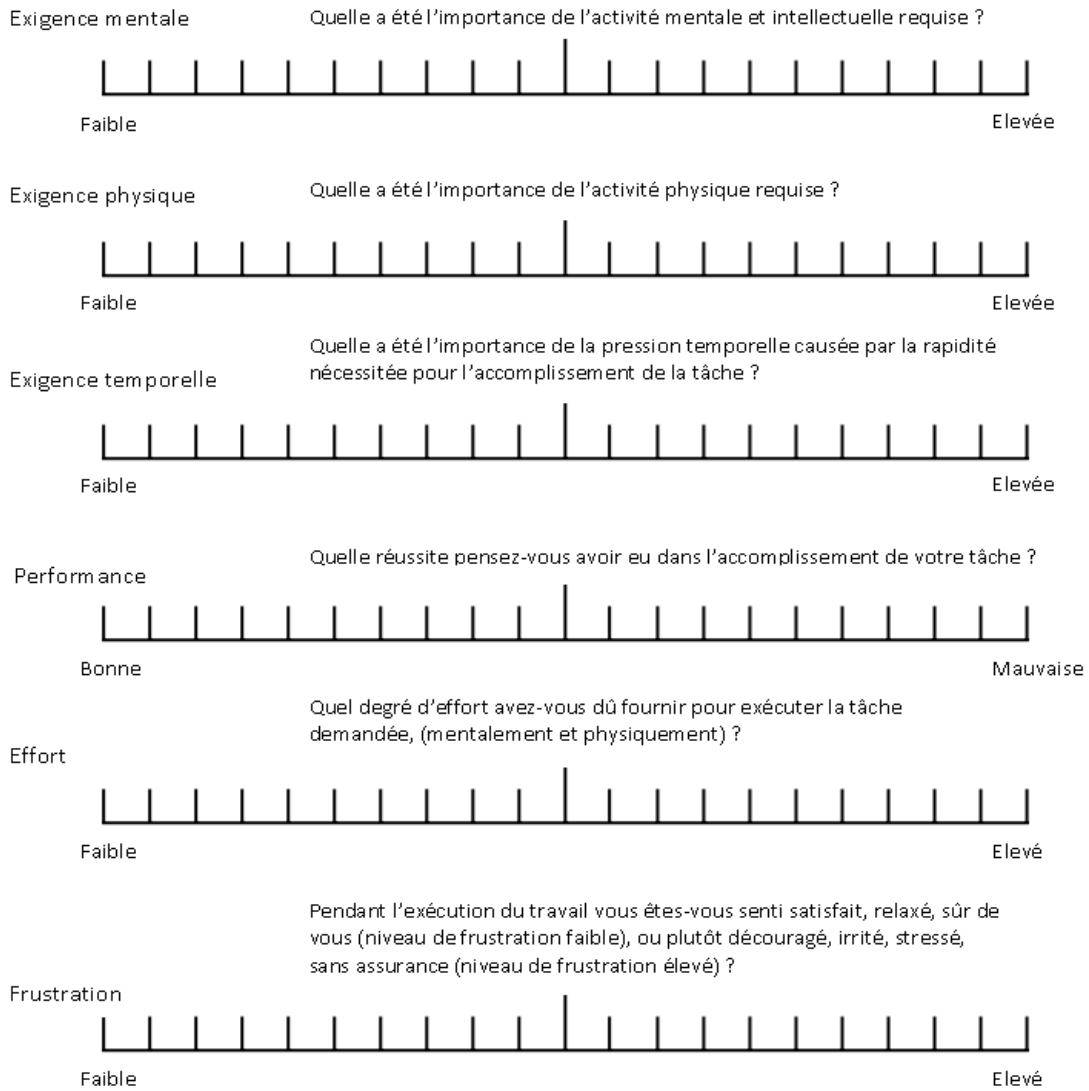 Exigence mentale
Quelle a été l'importance de l'activité mentale et intellectuelle requise ?
Faible
Elevée
Exigence physique
Quelle a été l'importance de l'activité physique requise ?
Faible
Elevée
Quelle a été l'importance de la pression temporelle causée par la rapidité
nécessitée pour l'accomplissement de la tâche ?
Exigence temporelle
Faible
Elevée
Quelle réussite pensez-vous avoir eu dans l'accomplissement de votre tâche ?
Performance
Bonne
Mauvaise
Quel degré d'effort avez-vous dû fournir pour exécuter la tâche
demandée, (mentalement et physiquement) ?
Effort
Faible
Elevé
Pendant l'exécution du travail vous êtes-vous senti satisfait, relaxé, sûr de
vous (niveau de frustration faible), ou plutôt découragé, irrité, stressé,
sans assurance (niveau de frustration élevé) ?
Frustration
Faible
Elevé